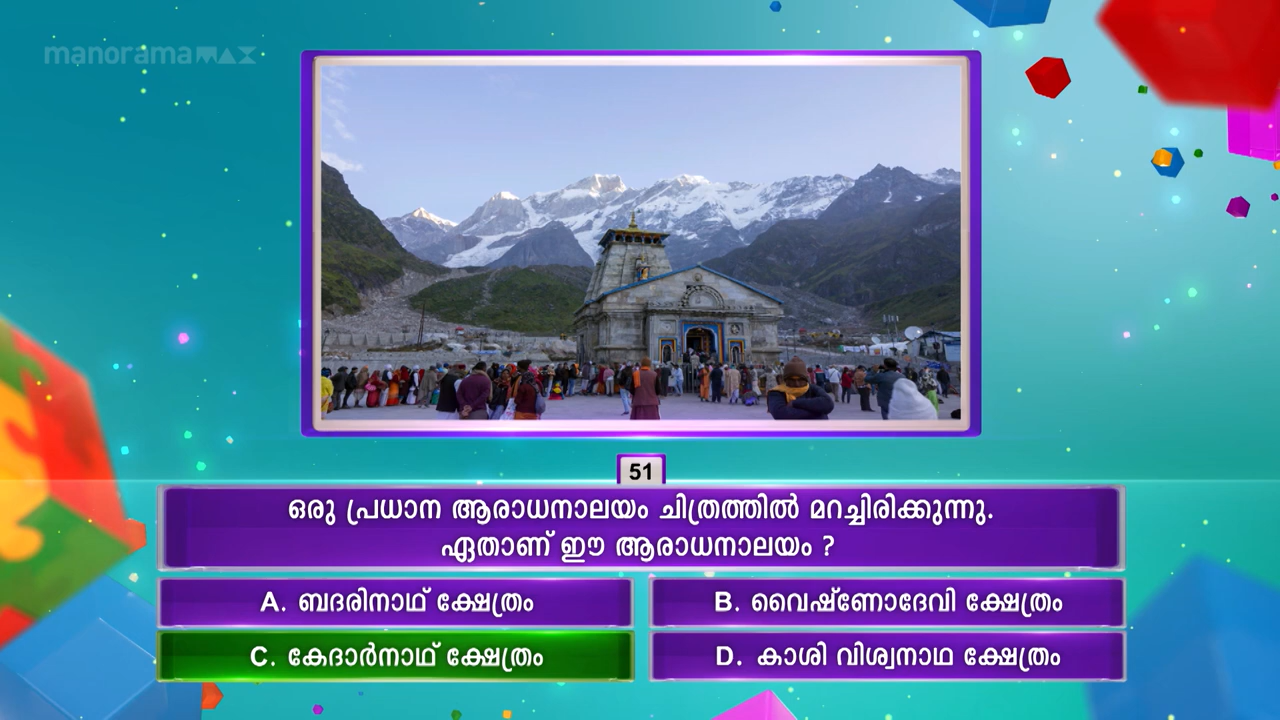 manoramaMAX
51
ഒരു പ്രധാന ആരാധനാലയം ചിത്രത്തിൽ മറച്ചിരിക്കുന്നു.
ഏതാണ് ഈ ആരാധനാലയം ?
A. ബദരിനാഥ് ക്ഷേത്രം
B. വൈഷ്ണോദേവി ക്ഷേത്രം
C. കേദാർനാഥ് ക്ഷേത്രം
D. കാശി വിശ്വനാഥ ക്ഷേത്രം